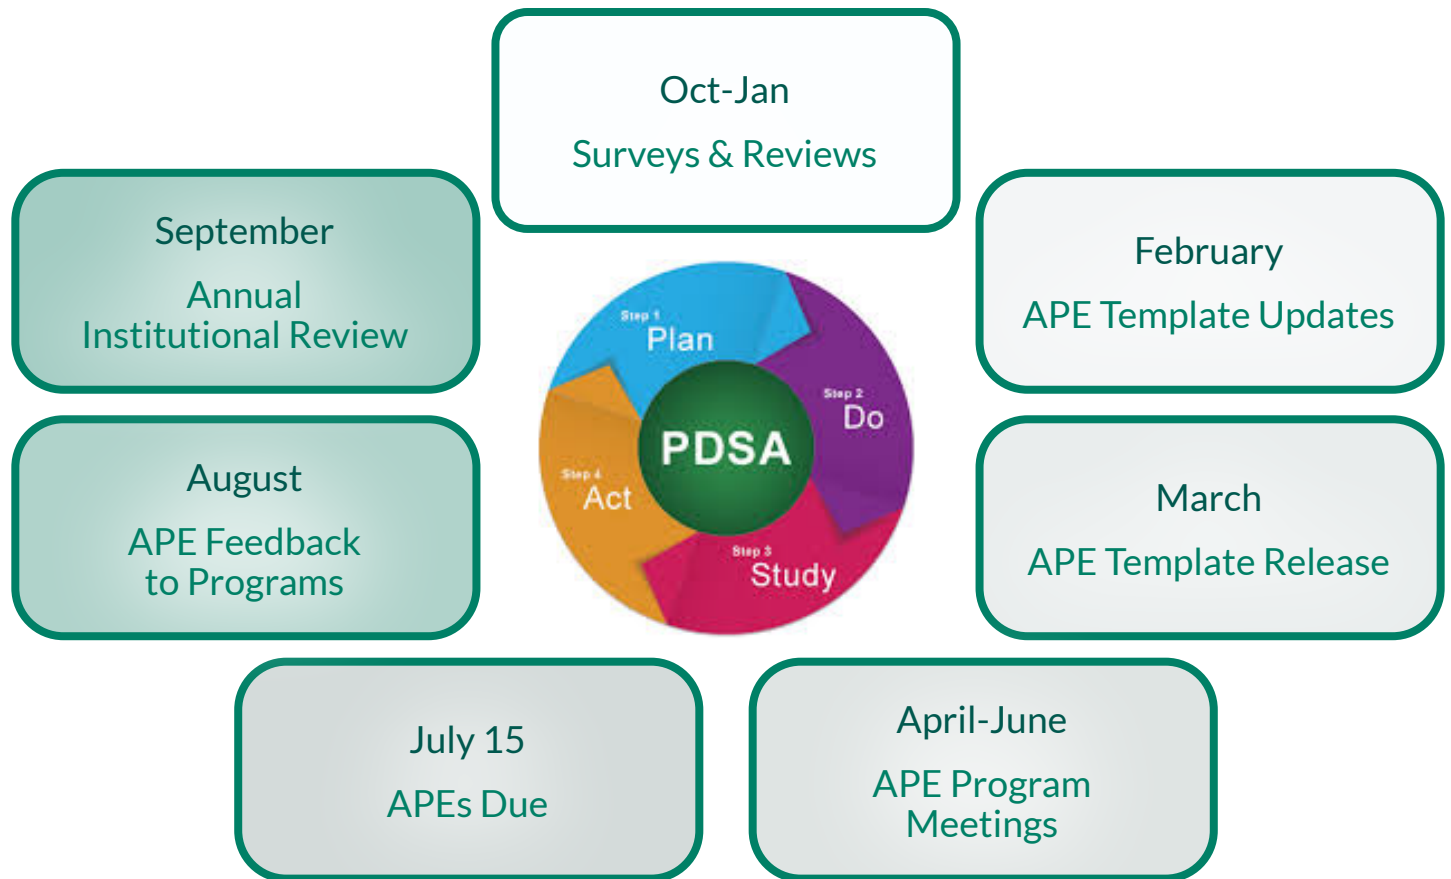 Oct-Jan
Surveys & Reviews
September
Annual
Institutional Review
February
APE Template Updates
Step 1
Plan
Step 2
Do
PDSA
Step 4
Act
Step 3
Study
August
APE Feedback
to Programs
March
APE Template Release
July 15
APEs Due
April-June
APE Program
Meetings